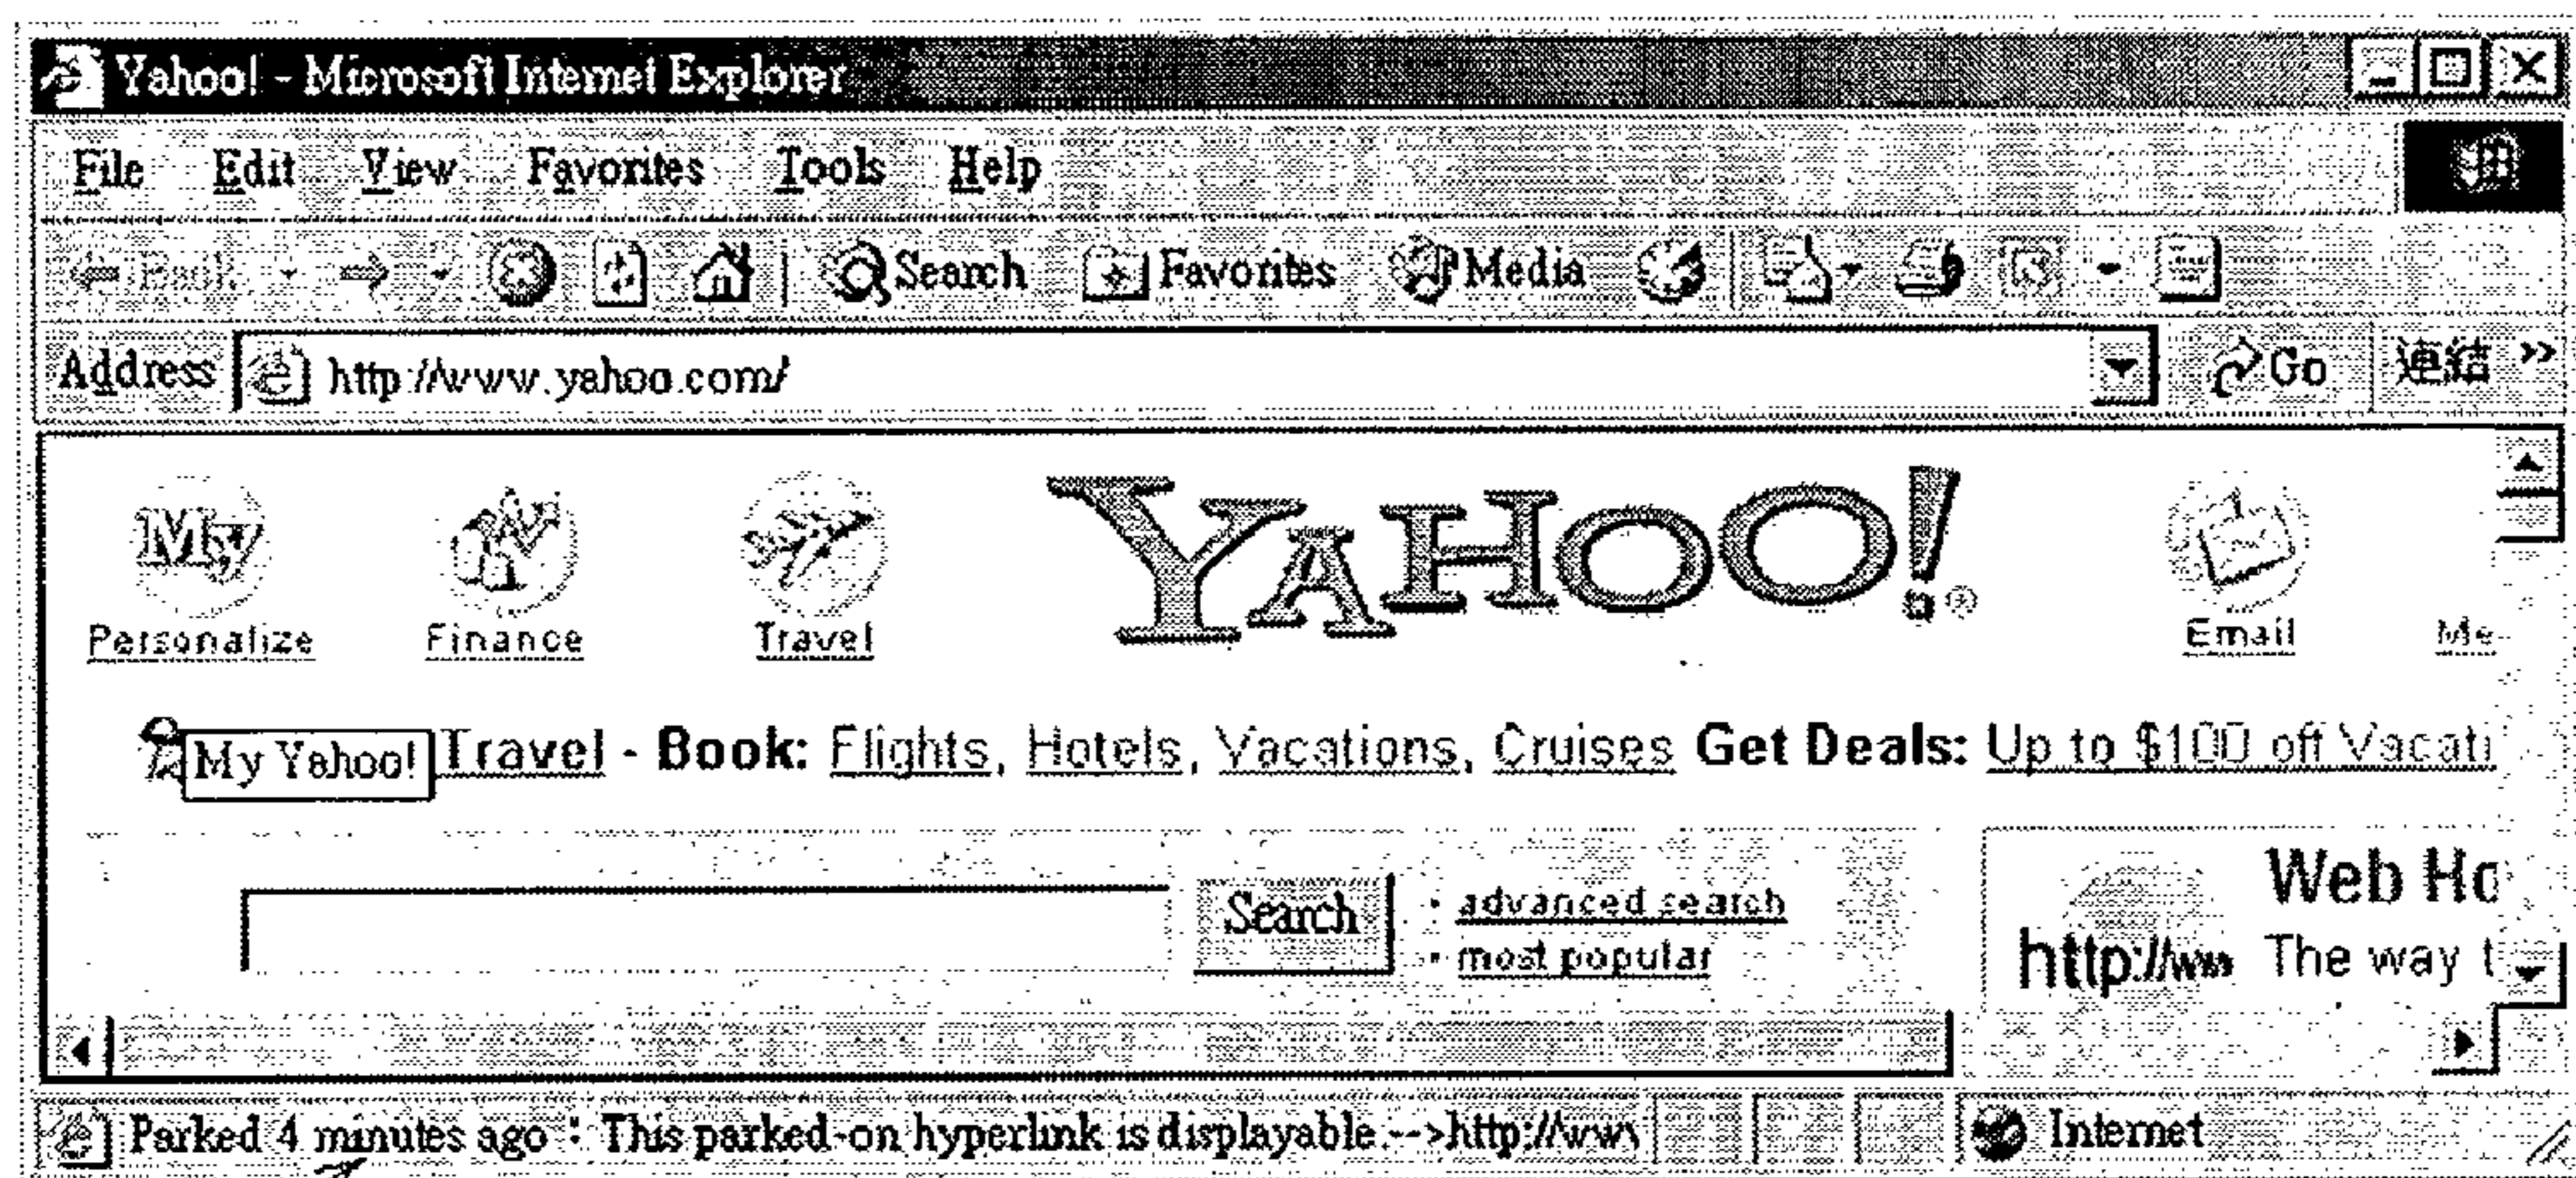 Yahoo! - Microsoft Internet Explorer
File Edit View Favorites Tools Help
Back Search Favorites Media
Address http://www.yahoo.com/ Go 連結 »
My
YAHOO!®
Personalize Finance Travel Email Me
My Yahoo! Travel - Book: Flights, Hotels, Vacations, Cruises Get Deals: Up to $100 off Vacati
Search · advanced search
· most popular
Web Ho
http://ww The way t
Parked 4 minutes ago : This parked-on hyperlink is displayable.-->http://www Internet